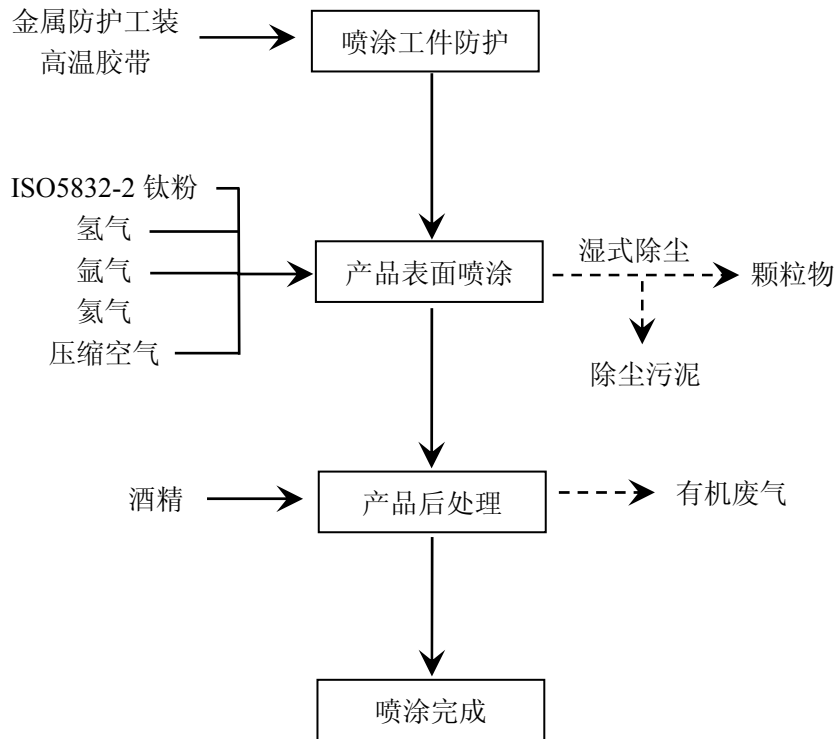 金属防护工装
高温胶带
喷涂工件防护
ISO5832-2 钛粉
氢气
氩气
氦气
压缩空气
产品表面喷涂
湿式除尘
颗粒物
除尘污泥
酒精
产品后处理
有机废气
喷涂完成